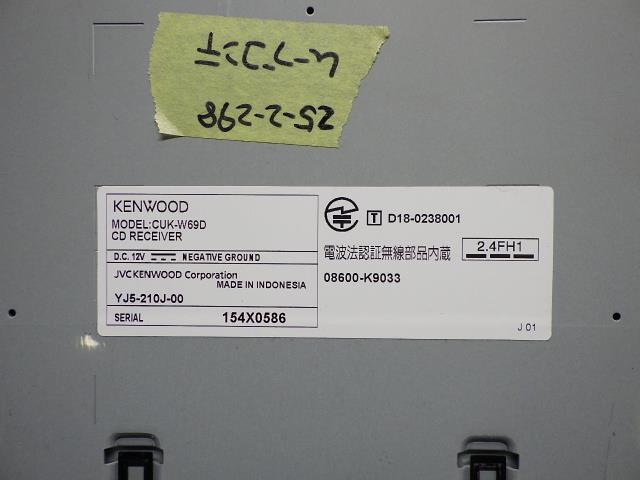 25-2-298
KENWOOD
MODEL:CUK-W69D
CD RECEIVER
D.C. 12V NEGATIVE GROUND
JVCKENWOOD Corporation
MADE IN INDONESIA
YJ5-210J-00
SERIAL 154X0586
T D18-0238001
電波法認証無線部品内蔵
2.4FH1
08600-K9033
J 01